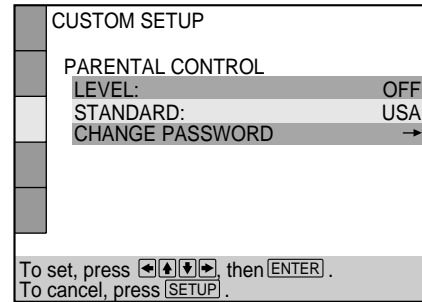 CUSTOM SETUP
PARENTAL CONTROL
LEVEL: OFF
STANDARD: USA
CHANGE PASSWORD →
To set, press ←↑↓→, then ENTER .
To cancel, press SETUP .